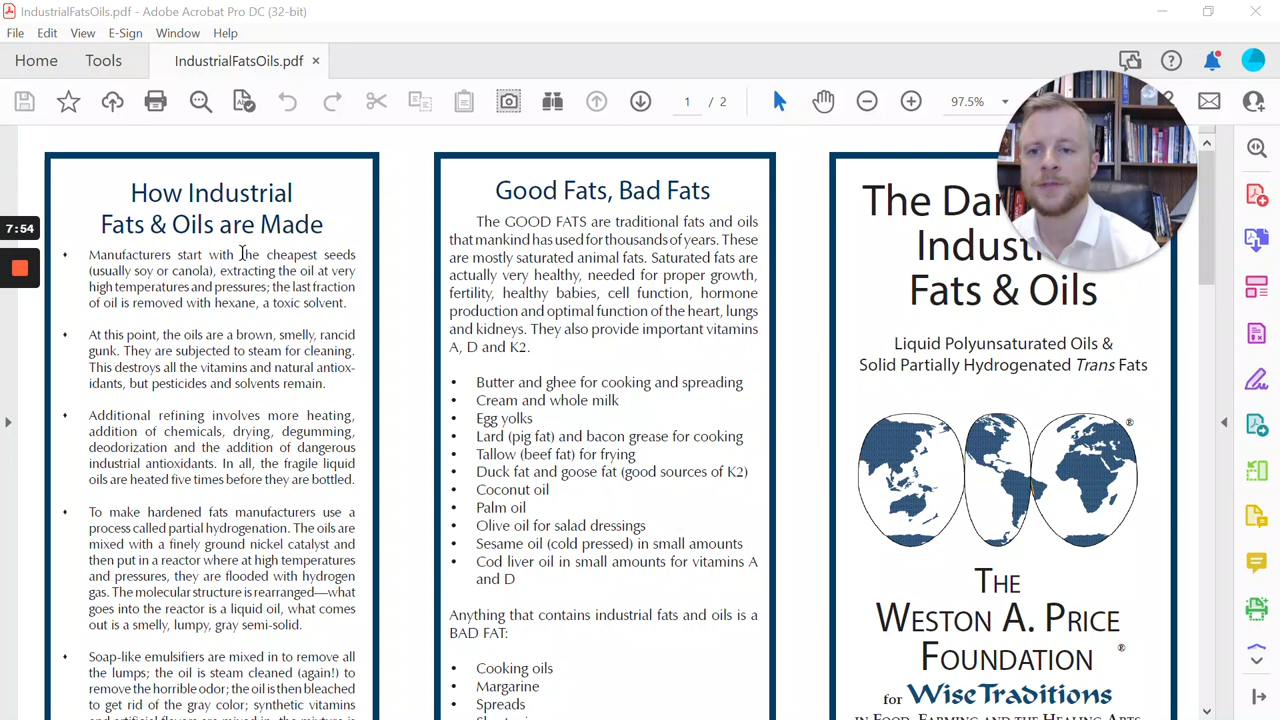 IndustrialFatsOils.pdf - Adobe Acrobat Pro DC (32-bit)
File Edit View E-Sign Window Help
Home Tools IndustrialFatsOils.pdf ×
1 / 2 97.5%
7:54
How Industrial
Fats & Oils are Made
Manufacturers start with the cheapest seeds
(usually soy or canola), extracting the oil at very
high temperatures and pressures; the last fraction
of oil is removed with hexane, a toxic solvent.
At this point, the oils are a brown, smelly, rancid
gunk. They are subjected to steam for cleaning.
This destroys all the vitamins and natural antiox-
idants, but pesticides and solvents remain.
Additional refining involves more heating,
addition of chemicals, drying, degumming,
deodorization and the addition of dangerous
industrial antioxidants. In all, the fragile liquid
oils are heated five times before they are bottled.
To make hardened fats manufacturers use a
process called partial hydrogenation. The oils are
mixed with a finely ground nickel catalyst and
then put in a reactor where at high temperatures
and pressures, they are flooded with hydrogen
gas. The molecular structure is rearranged—what
goes into the reactor is a liquid oil, what comes
out is a smelly, lumpy, gray semi-solid.
Soap-like emulsifiers are mixed in to remove all
the lumps; the oil is steam cleaned (again!) to
remove the horrible odor; the oil is then bleached
to get rid of the gray color; synthetic vitamins
and artificial flavors are mixed in, the mixture is
Good Fats, Bad Fats
The GOOD FATS are traditional fats and oils
that mankind has used for thousands of years. These
are mostly saturated animal fats. Saturated fats are
actually very healthy, needed for proper growth,
fertility, healthy babies, cell function, hormone
production and optimal function of the heart, lungs
and kidneys. They also provide important vitamins
A, D and K2.
• Butter and ghee for cooking and spreading
• Cream and whole milk
• Egg yolks
• Lard (pig fat) and bacon grease for cooking
• Tallow (beef fat) for frying
• Duck fat and goose fat (good sources of K2)
• Coconut oil
• Palm oil
• Olive oil for salad dressings
• Sesame oil (cold pressed) in small amounts
• Cod liver oil in small amounts for vitamins A
and D
Anything that contains industrial fats and oils is a
BAD FAT:
• Cooking oils
• Margarine
• Spreads
The Da
Indust
Fats & Oils
Liquid Polyunsaturated Oils &
Solid Partially Hydrogenated Trans Fats
®
THE
WESTON A. PRICE
FOUNDATION ®
for WiseTraditions
IN FOOD, FARMING AND THE HEALING ARTS